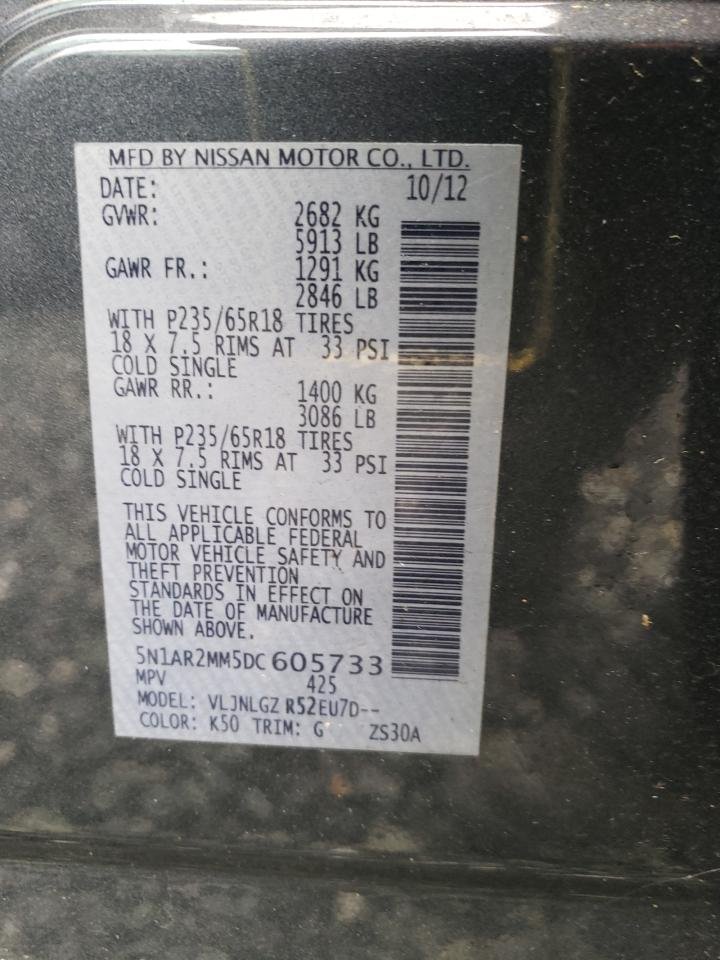 MFD BY NISSAN MOTOR CO., LTD.
DATE: 10/12
GVWR: 2682 KG
5913 LB
GAWR FR.: 1291 KG
2846 LB
WITH P235/65R18 TIRES
18 X 7.5 RIMS AT 33 PSI
COLD SINGLE
GAWR RR.: 1400 KG
3086 LB
WITH P235/65R18 TIRES
18 X 7.5 RIMS AT 33 PSI
COLD SINGLE
THIS VEHICLE CONFORMS TO
ALL APPLICABLE FEDERAL
MOTOR VEHICLE SAFETY AND
THEFT PREVENTION
STANDARDS IN EFFECT ON
THE DATE OF MANUFACTURE
SHOWN ABOVE.
5N1AR2MM5DC 605733
MPV 425
MODEL: VLJNLGZ R52EU7D--
COLOR: K50 TRIM: G ZS30A